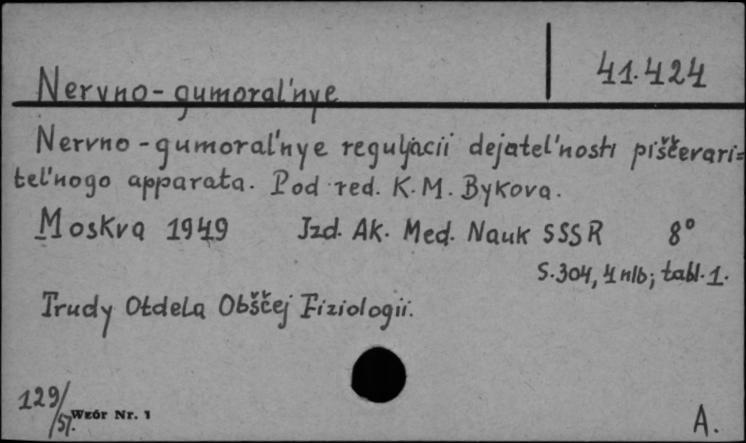 41.424
Nervno-gumoral'nye
Nervno-gumoral'nye reguljacii dejatel'nosti piščevari=
tel'nogo apparata. Pod red. K.M. Bykova.
Moskva 1949 Izd. Ak. Med. Nauk SSSR 8°
S.304, 4 nlb; tabl. 1.
Trudy Otdela Obščej Fiziologii.
129/57.
Wzór Nr. 1
A.